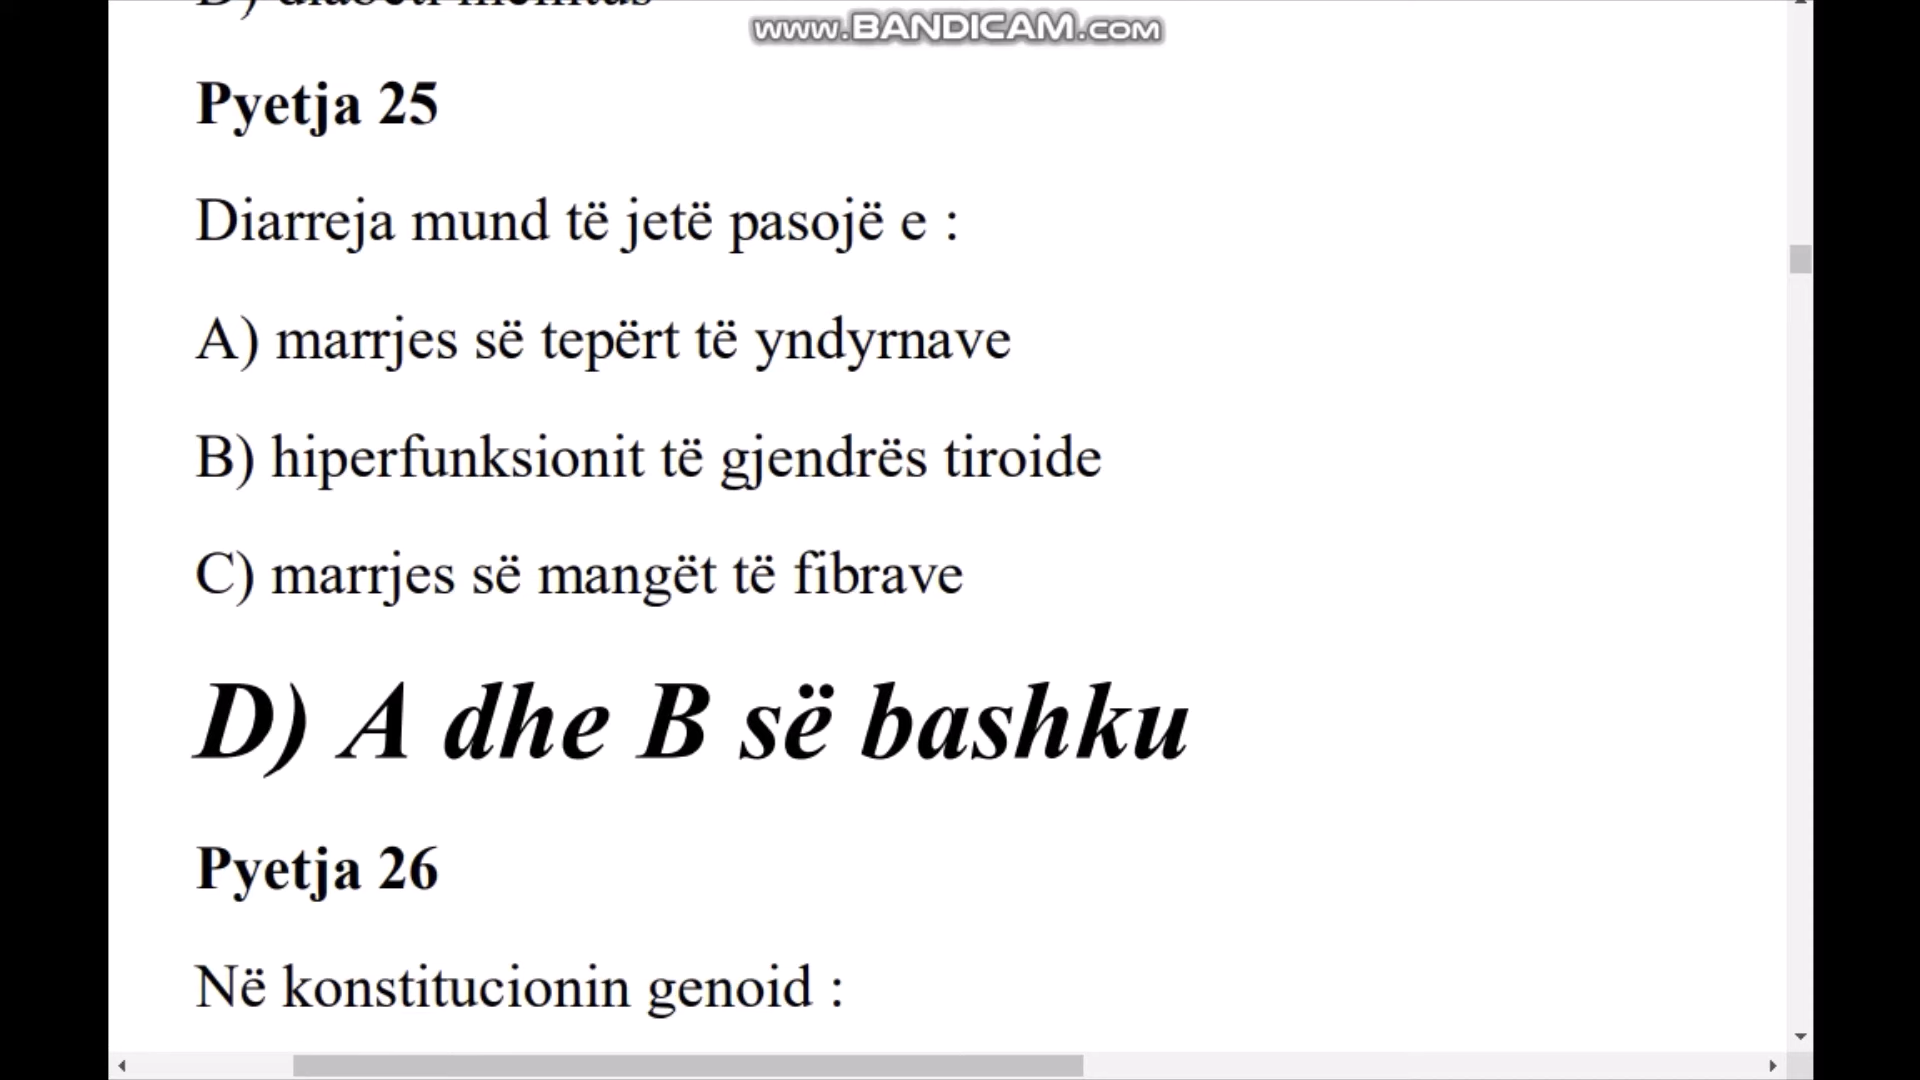 www.BANDICAM.com
Pyetja 25
Diarreja mund të jetë pasojë e :
A) marrjes së tepërt të yndyrnave
B) hiperfunksionit të gjendrës tiroide
C) marrjes së mangët të fibrave
D) A dhe B së bashku
Pyetja 26
Në konstitucionin genoid :